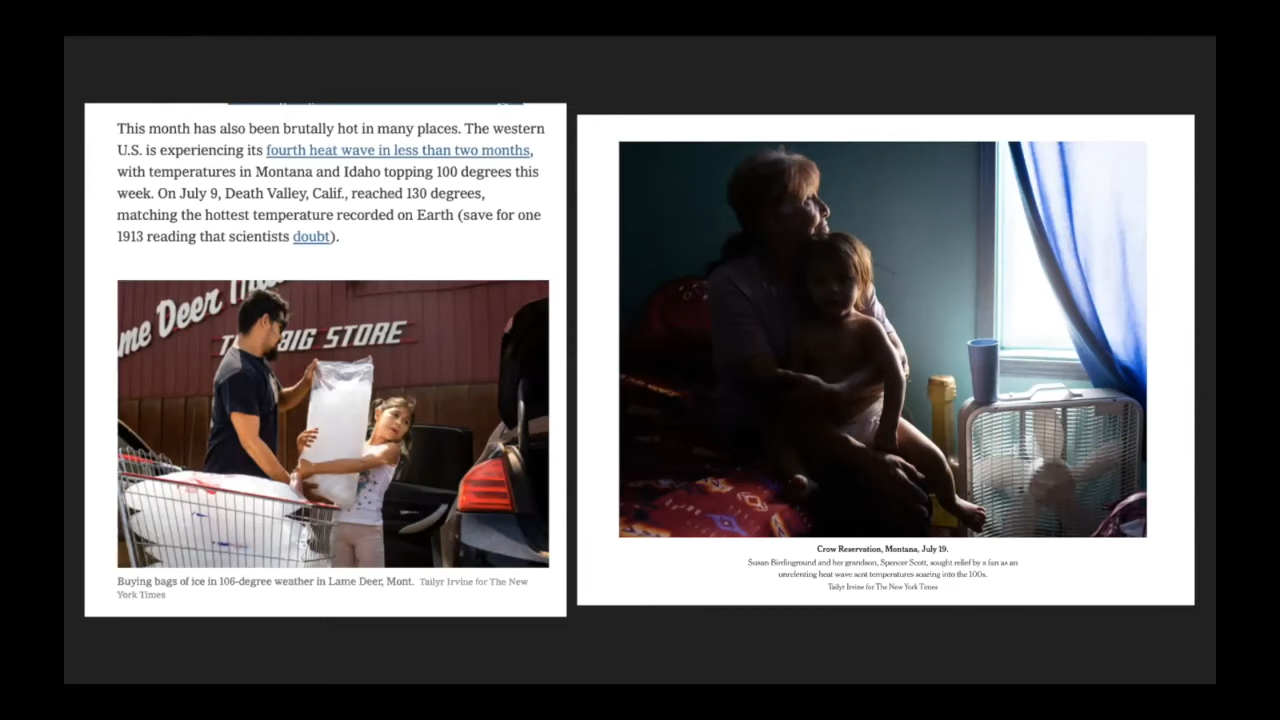 This month has also been brutally hot in many places. The western
U.S. is experiencing its fourth heat wave in less than two months,
with temperatures in Montana and Idaho topping 100 degrees this
week. On July 9, Death Valley, Calif., reached 130 degrees,
matching the hottest temperature recorded on Earth (save for one
1913 reading that scientists doubt).
me Deer
BIG STORE
Buying bags of ice in 106-degree weather in Lame Deer, Mont. Tailyr Irvine for The New
York Times
Crow Reservation, Montana, July 19.
Susan Birdinground and her grandson, Spencer Scott, sought relief by a fan as an
unrelenting heat wave sent temperatures soaring into the 100s.
Tailyr Irvine for The New York Times